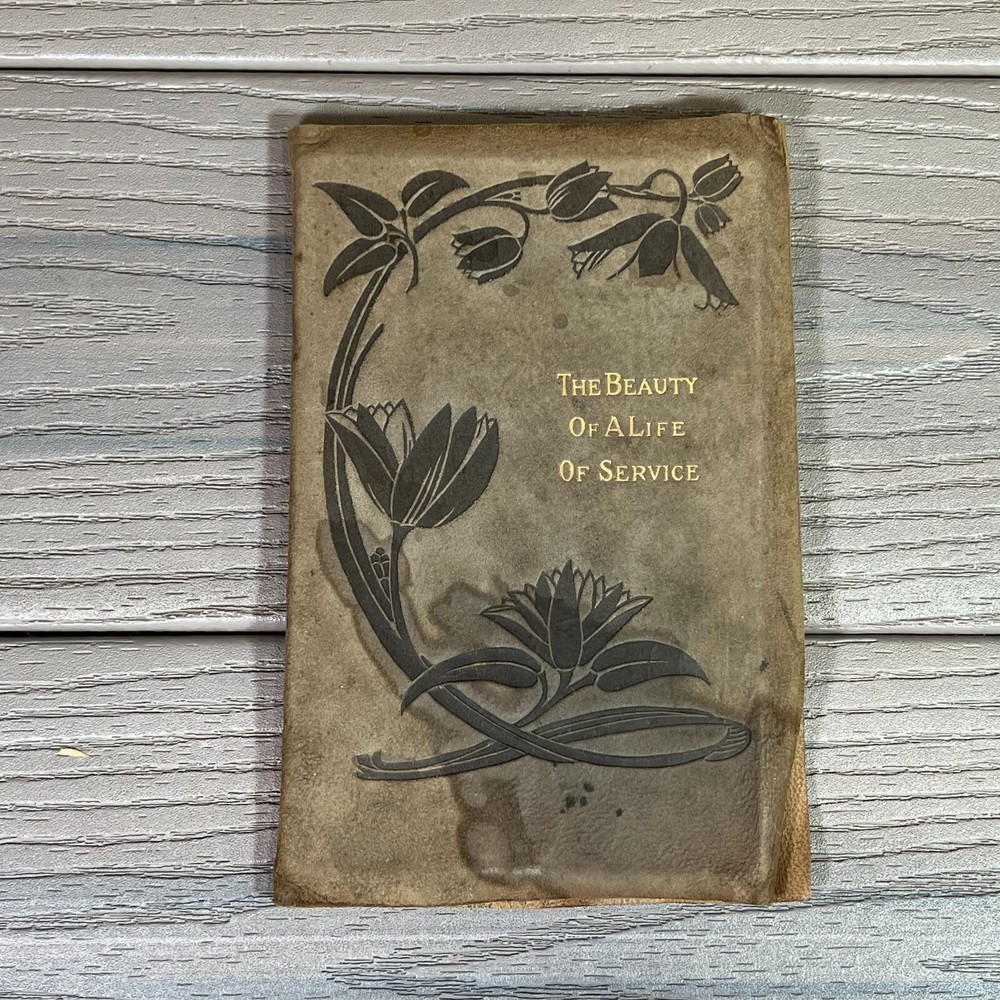 The Beauty
Of A Life
Of Service